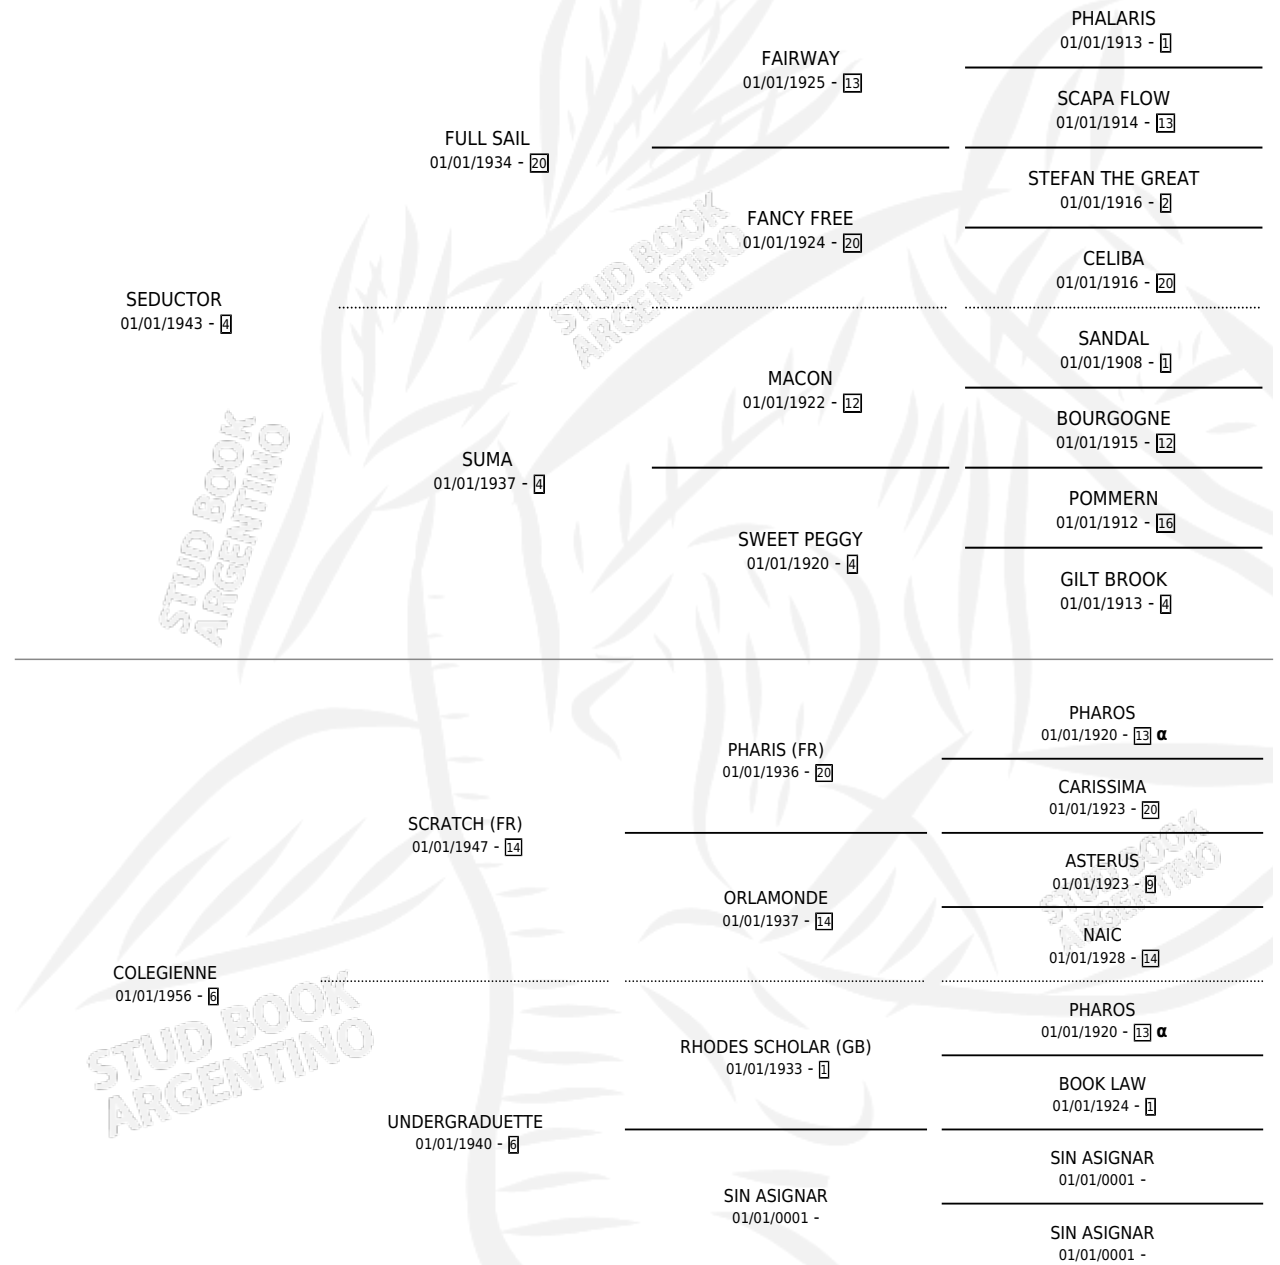 PHALARIS
01/01/1913 - 1
FAIRWAY
01/01/1925 - 13
SCAPA FLOW
01/01/1914 - 13
FULL SAIL
01/01/1934 - 20
STEFAN THE GREAT
01/01/1916 - 2
FANCY FREE
01/01/1924 - 20
CELIBA
01/01/1916 - 20
SEDUCTOR
01/01/1943 - 4
SANDAL
01/01/1908 - 1
MACON
01/01/1922 - 12
BOURGOGNE
01/01/1915 - 12
SUMA
01/01/1937 - 4
POMMERN
01/01/1912 - 16
SWEET PEGGY
01/01/1920 - 4
GILT BROOK
01/01/1913 - 4
PHAROS
01/01/1920 - 13 α
PHARIS (FR)
01/01/1936 - 20
CARISSIMA
01/01/1923 - 20
SCRATCH (FR)
01/01/1947 - 14
ASTERUS
01/01/1923 - 9
ORLAMONDE
01/01/1937 - 14
NAIC
01/01/1928 - 14
COLEGIENNE
01/01/1956 - 6
PHAROS
01/01/1920 - 13 α
RHODES SCHOLAR (GB)
01/01/1933 - 1
BOOK LAW
01/01/1924 - 1
UNDERGRADUETTE
01/01/1940 - 6
SIN ASIGNAR
01/01/0001 -
SIN ASIGNAR
01/01/0001 -
SIN ASIGNAR
01/01/0001 -
STUD BOOK
ARGENTINO
STUD BOOK
ARGENTINO
STUD BOOK
ARGENTINO
STUD BOOK
ARGENTINO